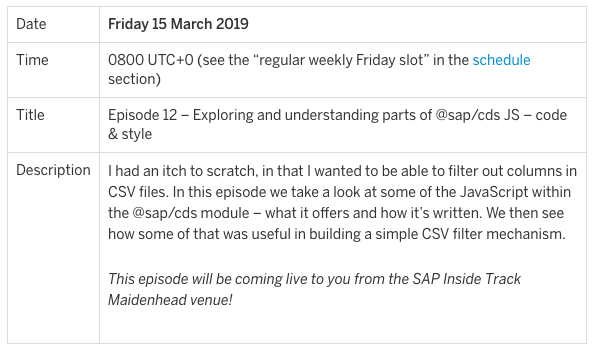 Date Friday 15 March 2019
Time 0800 UTC+0 (see the “regular weekly Friday slot” in the schedule
section)
Title Episode 12 – Exploring and understanding parts of @sap/cds JS – code
& style
Description I had an itch to scratch, in that I wanted to be able to filter out columns in
CSV files. In this episode we take a look at some of the JavaScript within
the @sap/cds module – what it offers and how it’s written. We then see
how some of that was useful in building a simple CSV filter mechanism.
This episode will be coming live to you from the SAP Inside Track
Maidenhead venue!